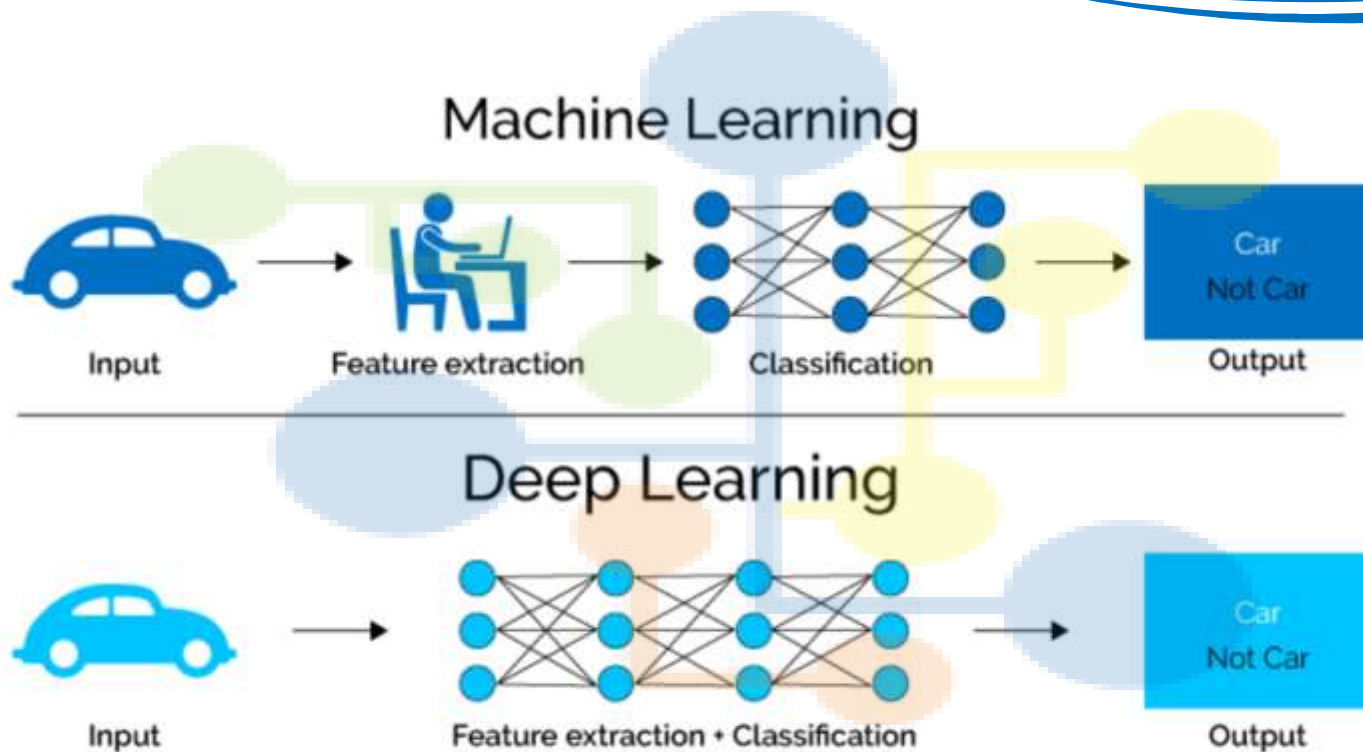 Machine Learning
Car
Not Car
Input
Feature extraction
Classification
Output
Deep Learning
Car
Not Car
Input
Feature extraction + Classification
Output